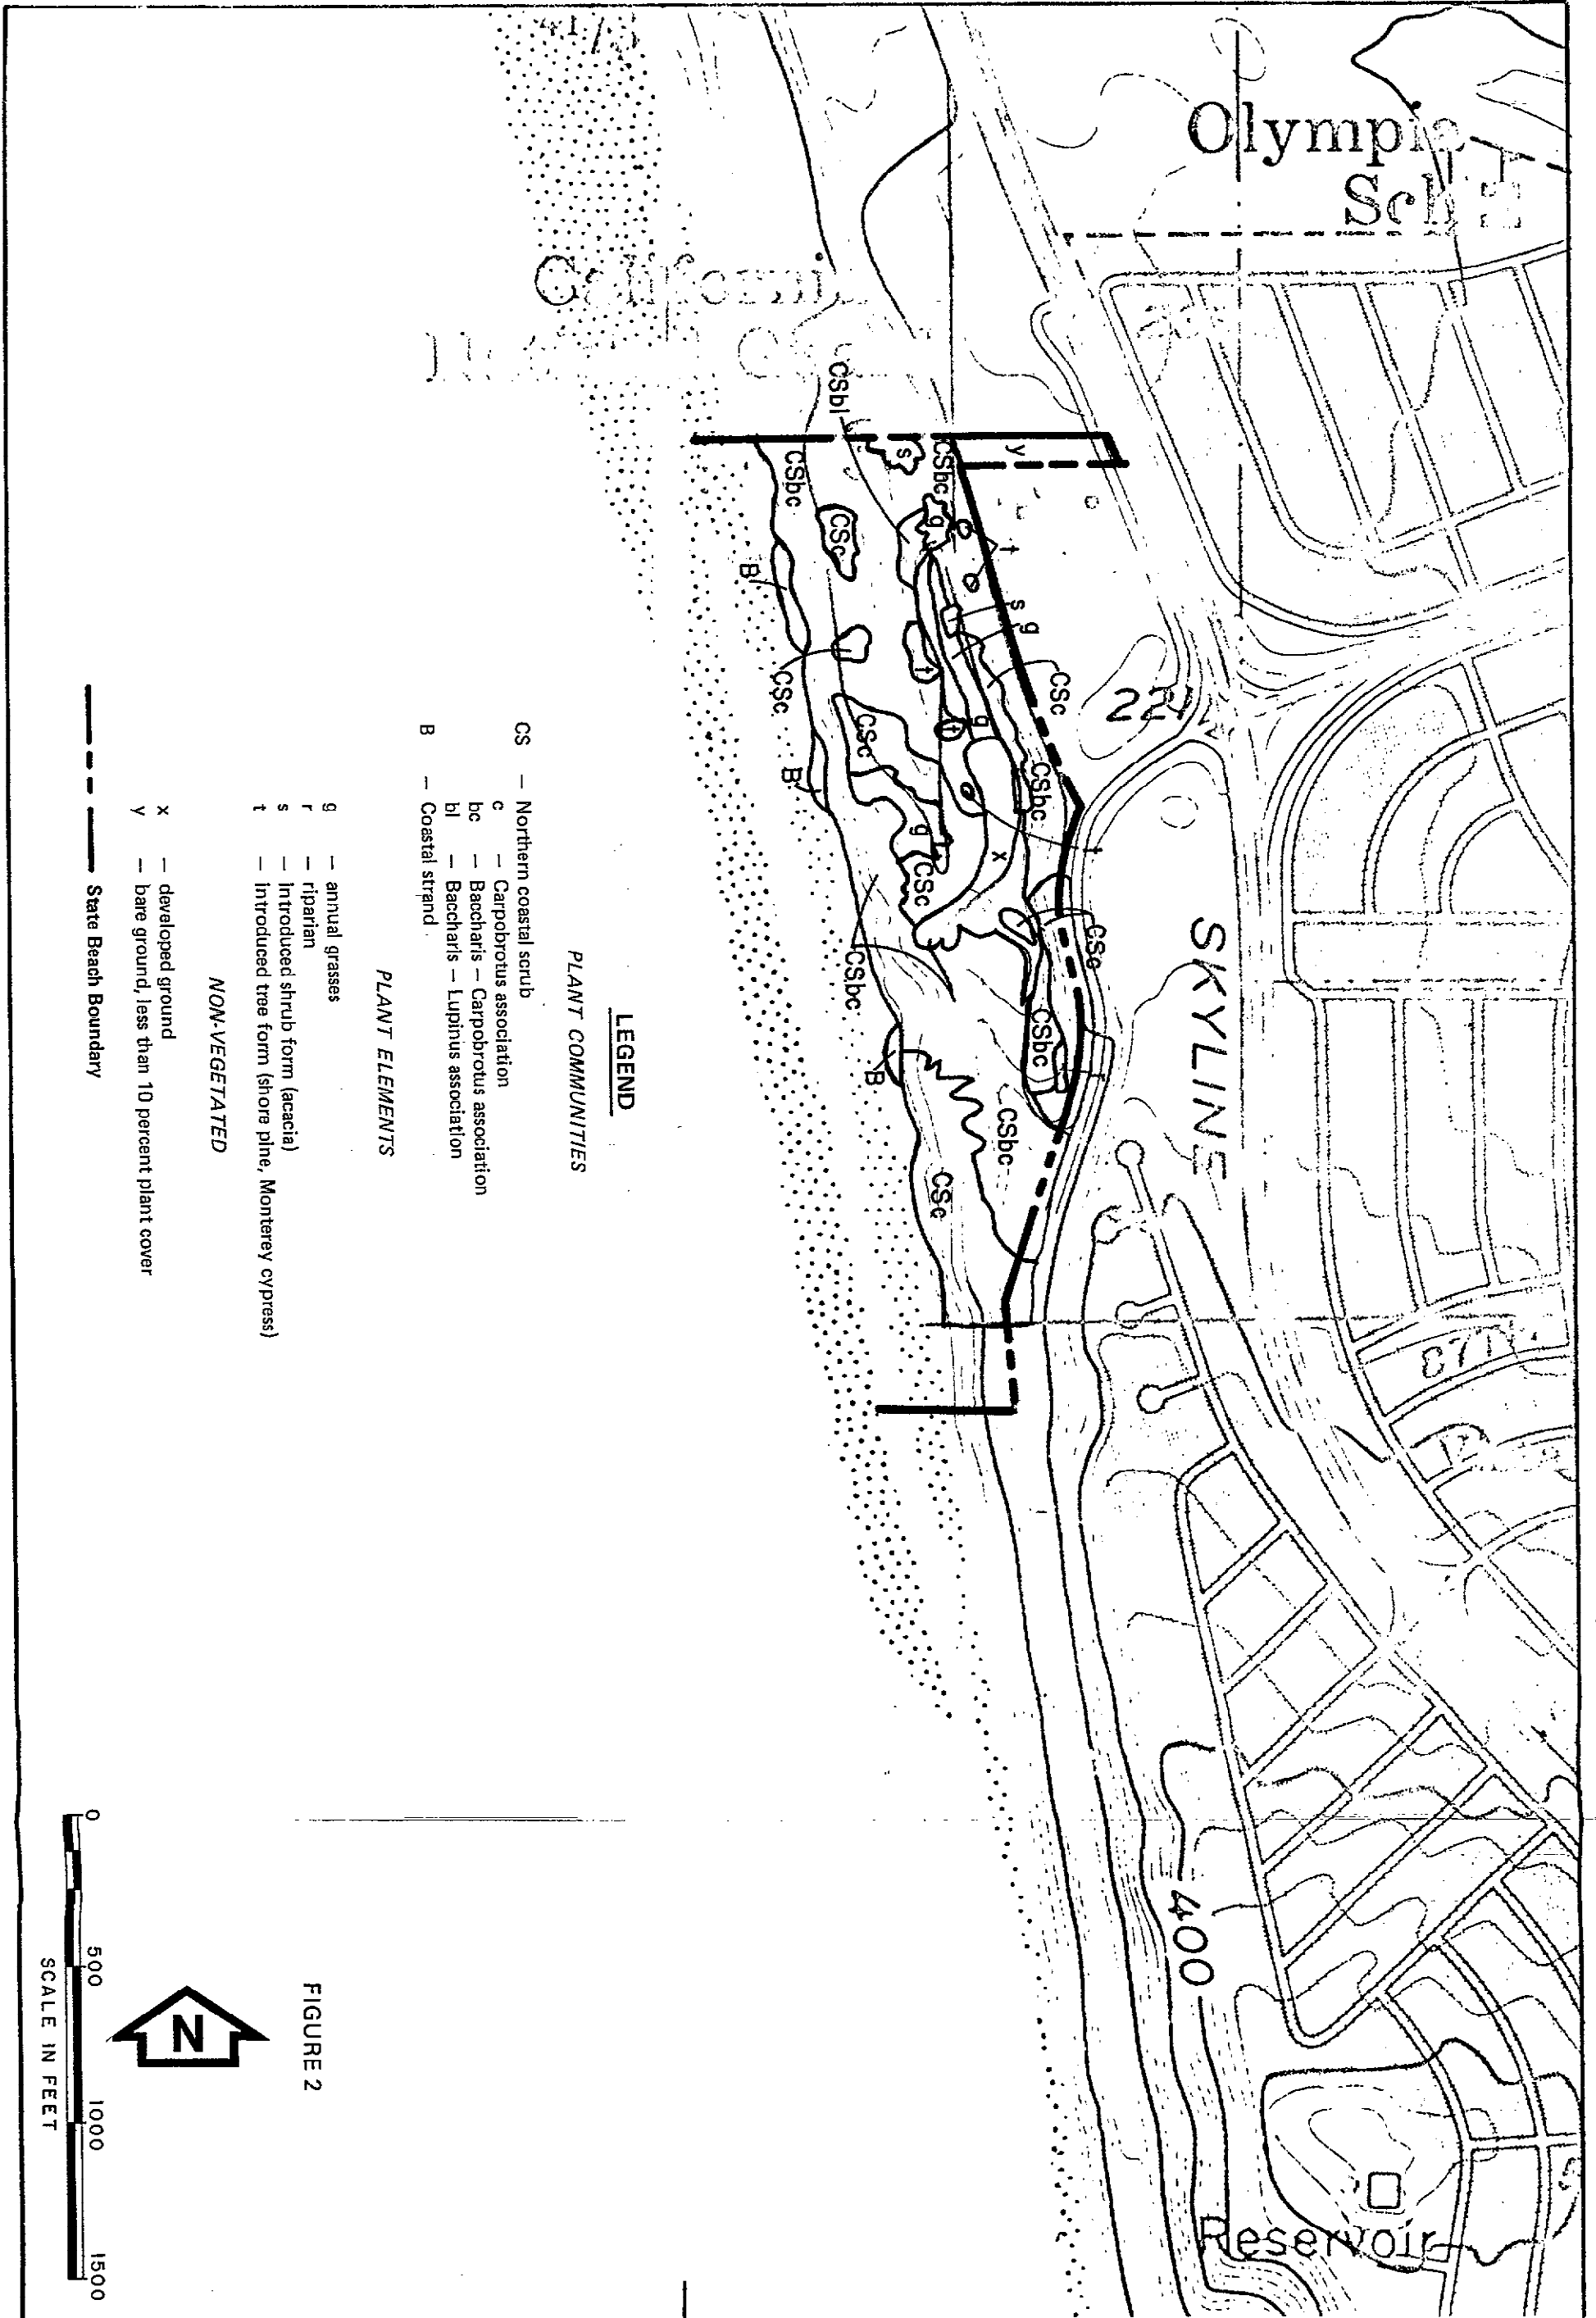 Olympic
Sch
California
CSbl
CSbc
s
CSbc
y
g
t
CSc
B
s
g
CSc
t
CSc
g
t
CSc
CSbc
B
g
CSc
x
t
CSc
CSbc
CSbc
B
CSbc
CSc
SKYLINE
400
Reservoir
LEGEND
PLANT COMMUNITIES
CS – Northern coastal scrub
c – Carpobrotus association
bc – Baccharis – Carpobrotus association
bl – Baccharis – Lupinus association
B – Coastal strand
PLANT ELEMENTS
g – annual grasses
r – riparian
s – introduced shrub form (acacia)
t – introduced tree form (shore pine, Monterey cypress)
NON-VEGETATED
x – developed ground
y – bare ground, less than 10 percent plant cover
State Beach Boundary
FIGURE 2
N
0 500 1000 1500
SCALE IN FEET